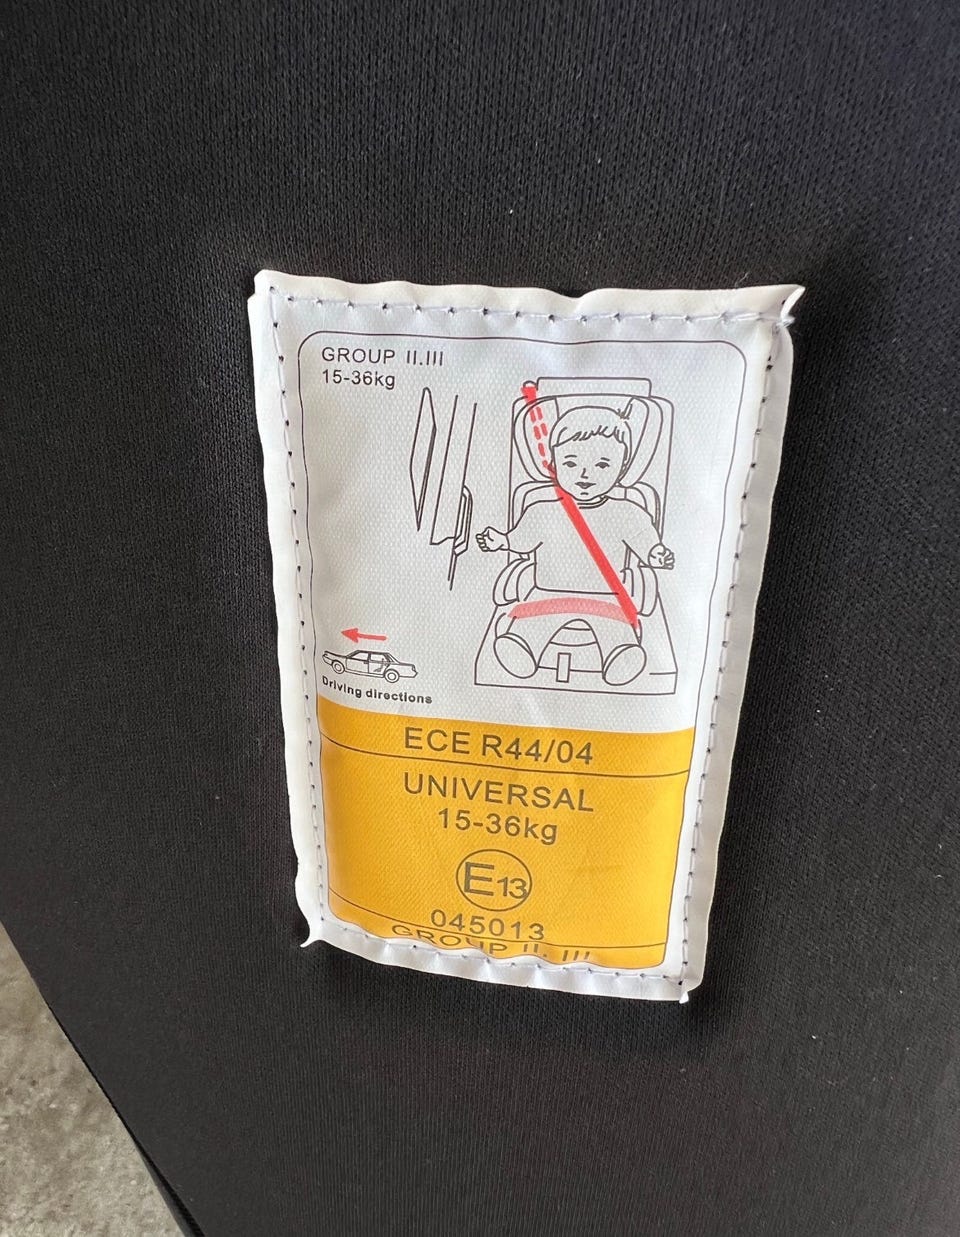 GROUP II.III
15-36kg
Driving directions
ECE R44/04
UNIVERSAL
15-36kg
E13
045013
GROUP II. III